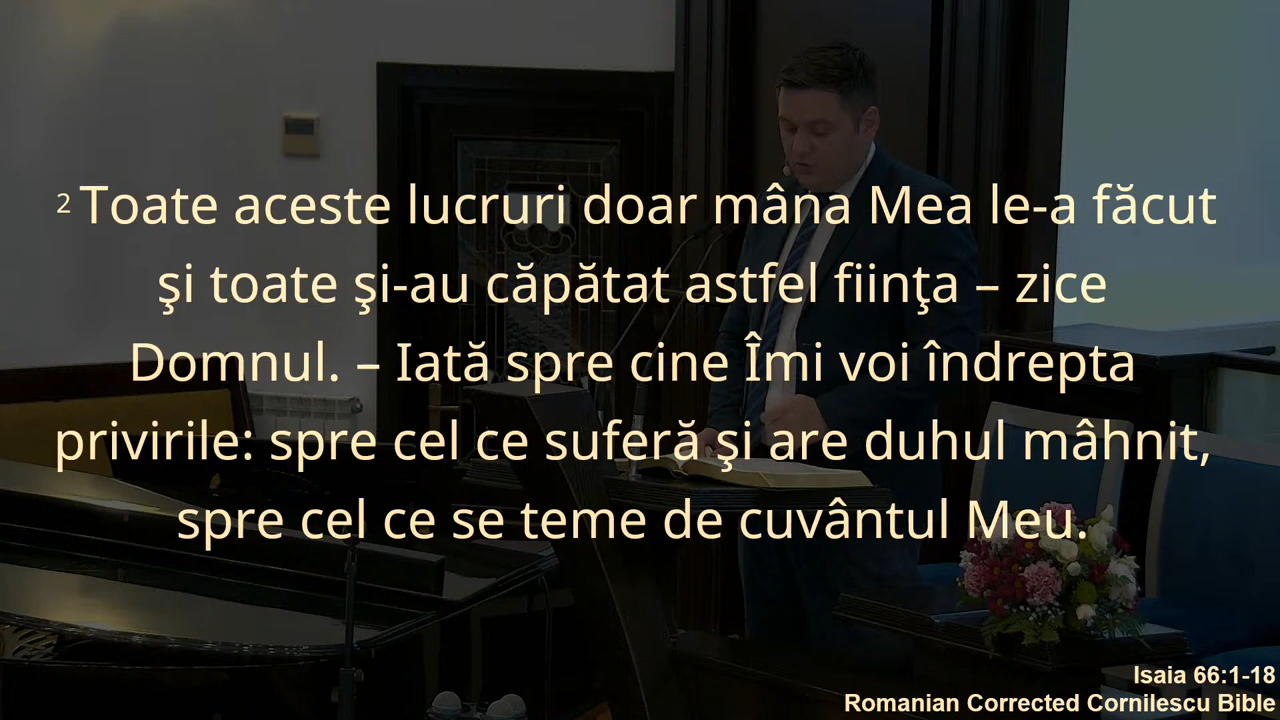 2 Toate aceste lucruri doar mâna Mea le-a făcut
şi toate şi-au căpătat astfel fiinţa – zice
Domnul. – Iată spre cine Îmi voi îndrepta
privirile: spre cel ce suferă şi are duhul mâhnit,
spre cel ce se teme de cuvântul Meu.
Isaia 66:1-18
Romanian Corrected Cornilescu Bible